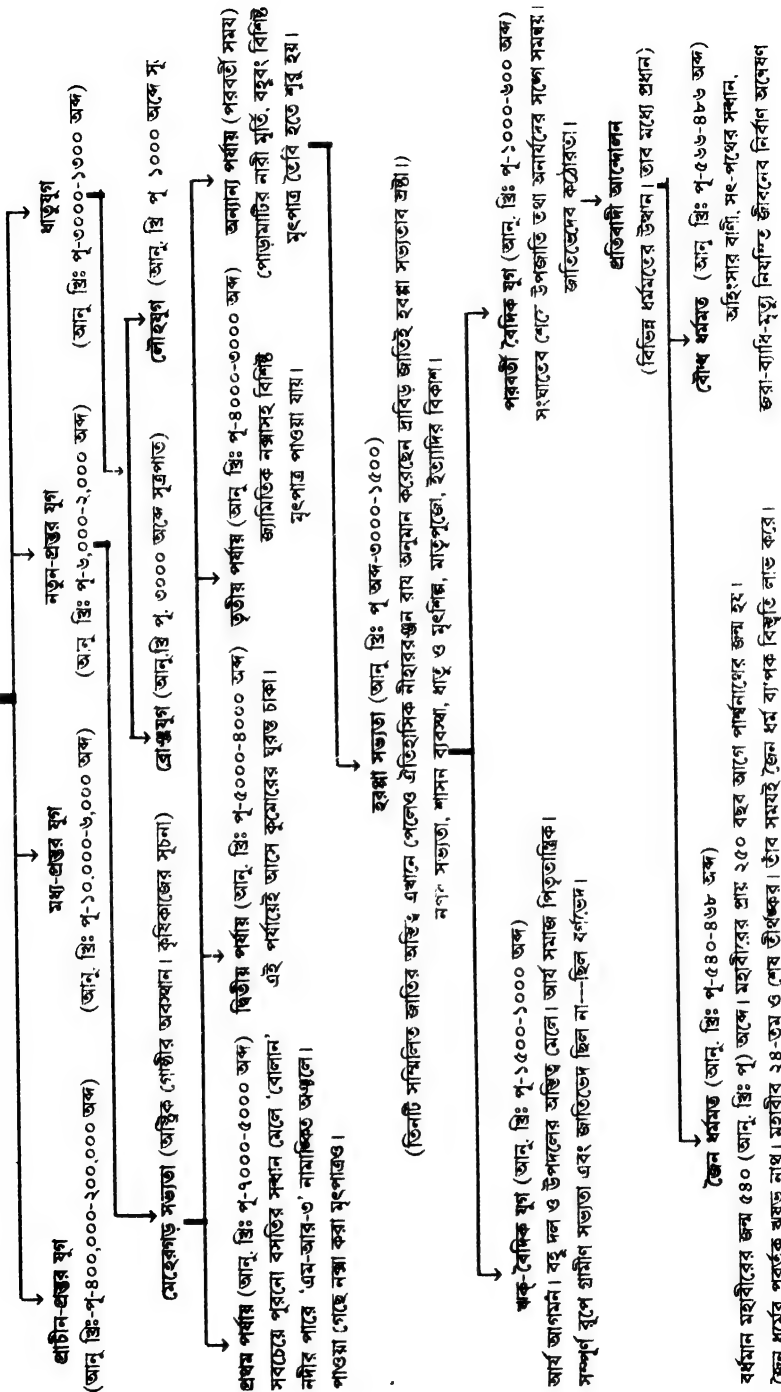 প্রাচীন-প্রস্তর যুগ
(আনু খ্রিঃ-পূ-৪০০,০০০-২০০,০০০ অব্দ)
মধ্য-প্রস্তর যুগ
(আনু. খ্রিঃ পূ-১০,০০০-৬,০০০ অব্দ)
নতুন-প্রস্তর যুগ
(আনু খ্রিঃ পূ-৬,০০০-২,০০০ অব্দ)
ধাতুযুগ
(আনু খ্রিঃ পূ-৩০০০-১৩০০ অব্দ)
মেহেরগড় সভ্যতা (অস্ট্রিক গোষ্ঠীর অবস্থান। কৃষিকাজের সূচনা)
ব্রোঞ্জযুগ (আনু.খ্রি পূ. ৩০০০ অব্দে সূত্রপাত)
লৌহযুগ (আনু. খ্রি পূ ১০০০ অব্দে সূ
প্রথম পর্যায় (আনু. খ্রিঃ পূ-৭০০০-৫০০০ অব্দ)
সবচেয়ে পুরনো বসতির সন্ধান মেলে 'বোলান'
নদীর পারে 'এম-আর-৩' নামাঙ্কিত অঞ্চলে।
পাওয়া গেছে নক্সা করা মৃৎপাত্রও।
দ্বিতীয় পর্যায় (আনু. খ্রিঃ পূ-৫০০০-৪০০০ অব্দ)
এই পর্যায়েই আসে কুমোরের ঘুরন্ত চাকা।
তৃতীয় পর্যায় (আনু খ্রিঃ পূ-৪০০০-৩০০০ অব্দ)
জ্যামিতিক নক্সাসহ বিশিষ্ট
মৃৎপাত্র পাওয়া যায়।
অন্যান্য পর্যায় (পরবর্তী সময)
পোড়ামাটির নারী মূর্তি, বহুবৎ বিশিষ্ট
মৃৎপাত্র তৈবি হতে শুরু হয়।
হরপ্পা সভ্যতা (আনু খ্রিঃ পূ অব্দ-৩০০০-১৫০০)
(তিনটি সম্মিলিত জাতির অস্তিত্ব এখানে পেলেও ঐতিহাসিক নীহাররঞ্জন রায অনুমান করেছেন দ্রাবিড় জাতিই হরপ্পা সভ্যতাব স্রষ্টা।)
নগর সভ্যতা, শাসন ব্যবস্থা, ধাতু ও মৃৎশিল্প, মাতৃপুজো, ইত্যাদির বিকাশ।
ঋক্-বৈদিক যুগ (আনু. খ্রিঃ পূ-১৫০০-১০০০ অব্দ)
আর্য আগমন। বহু দল ও উপদলের অস্তিত্ব মেলে। আর্য সমাজ পিতৃতান্ত্রিক।
সম্পূর্ণ রূপে গ্রামীণ সভ্যতা এবং জাতিভেদ ছিল না---ছিল বর্ণভেদ।
পরবর্তী বৈদিক যুগ (আনু. খ্রিঃ পূ-১০০০-৬০০ অব্দ)
সংঘাতের শেষে উপজাতি তথা অনার্যদের সঙ্গে সমন্বয়।
জাতিভেদের কঠোরতা।
প্রতিবাদী আন্দোলন
(বিভিন্ন ধর্মমতের উত্থান। তাব মধ্যে প্রধান)
জৈন ধর্মমত (আনু. খ্রিঃ পূ-৫৪০-৪৬৮ অব্দ)
বর্ধমান মহাবীরের জন্ম ৫৪০ (আনু. খ্রিঃ পূ) অব্দে। মহাবীরের প্রায় ২৫০ বছব আগে পার্শ্বনাথের জন্ম হয।
জৈন ধর্মের প্রবর্তক ঋষভ নাথ। মহাবীর ২৪-তম ও শেষ তীর্থঙ্কর। তাঁব সময়ই জৈন ধর্ম ব্যাপক বিস্তৃতি লাভ করে।
বৌদ্ধ ধর্মমত (আনু খ্রিঃ পূ-৫৬৬-৪৮৬ অব্দ)
অহিংসার বাণী, সৎ-পথের সন্ধান,
জরা-ব্যাধি-মৃত্যু নিযন্ত্রিত জীবনের নির্বাণ অন্বেষণ